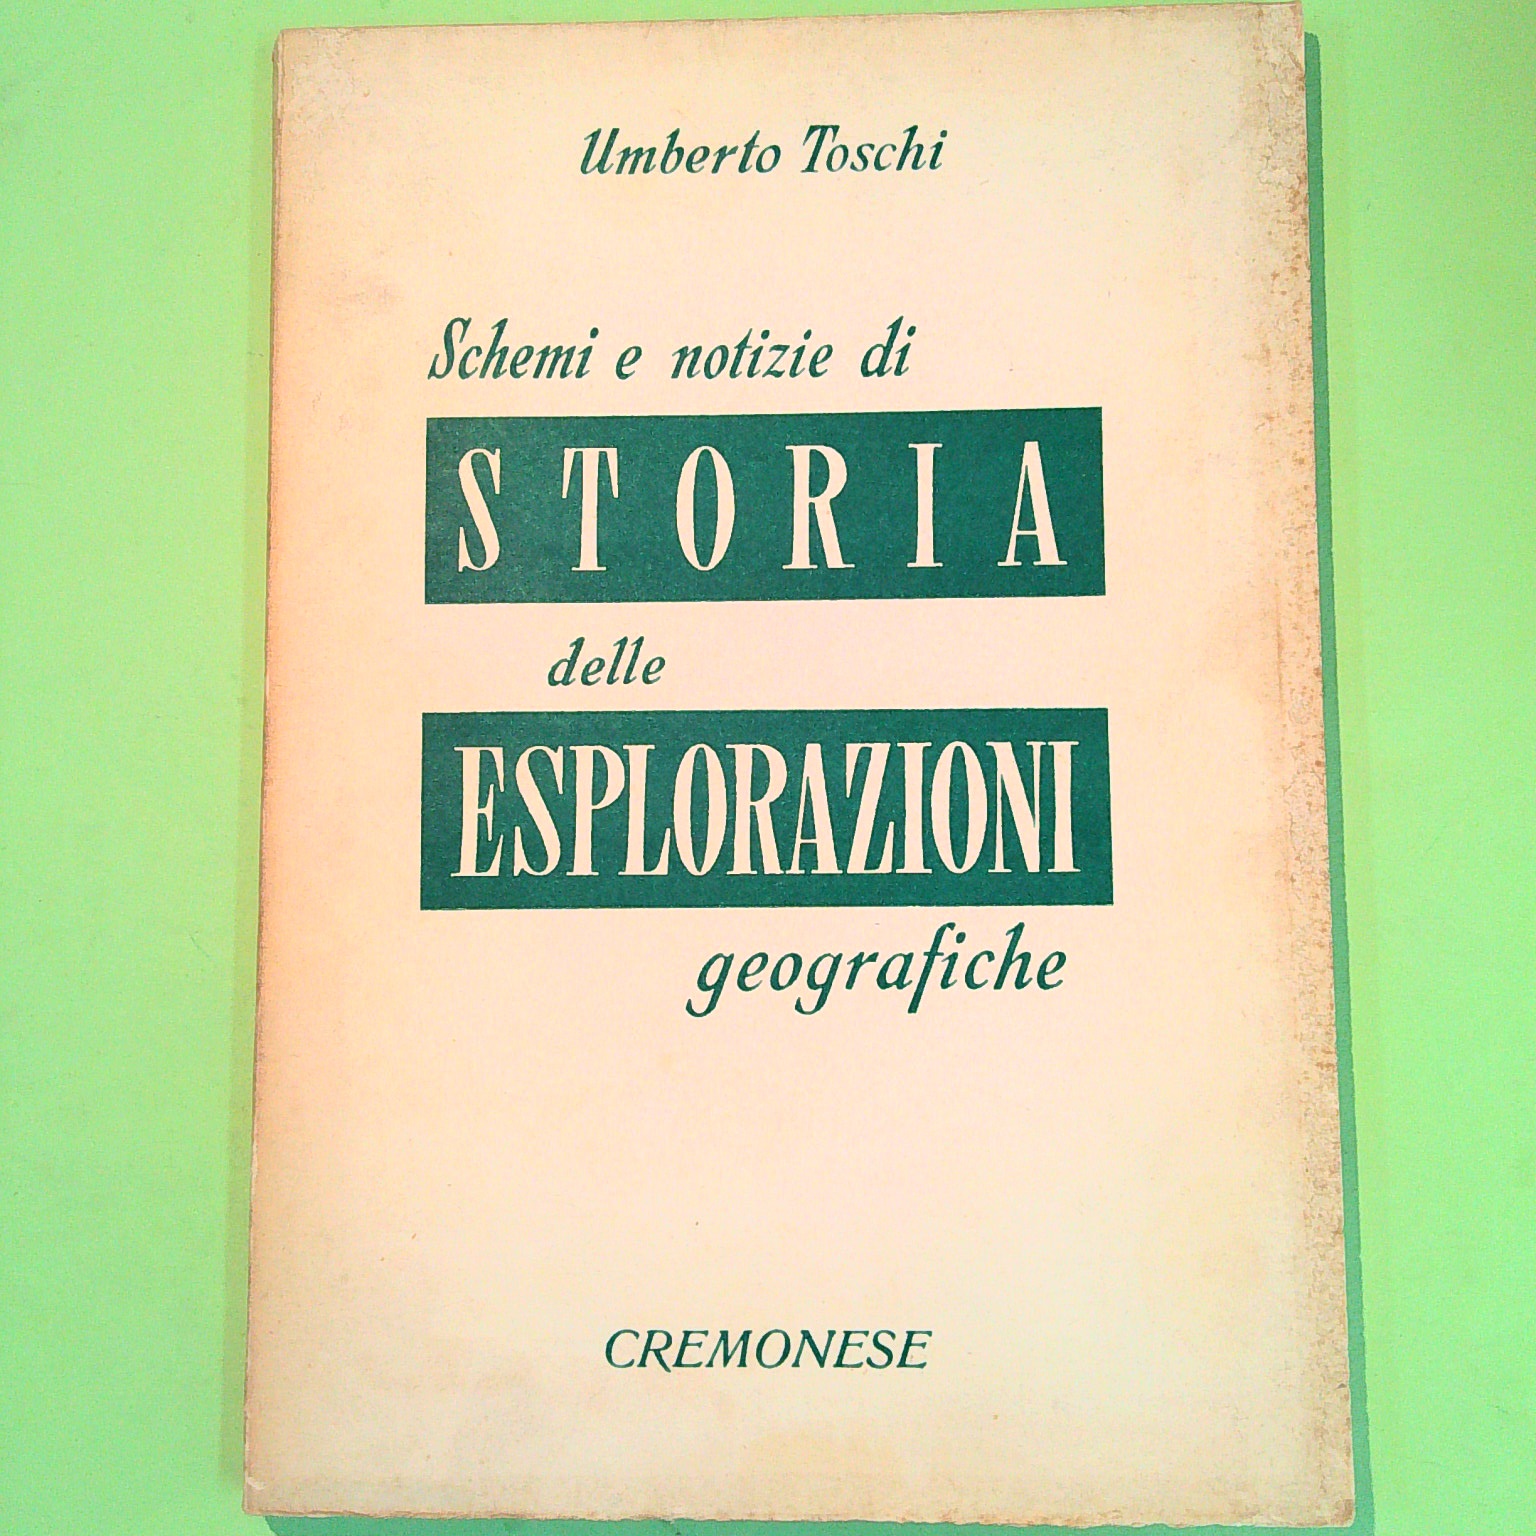 Umberto Toschi
Schemi e notizie di
STORIA
delle
ESPLORAZIONI
geografiche
CREMONESE